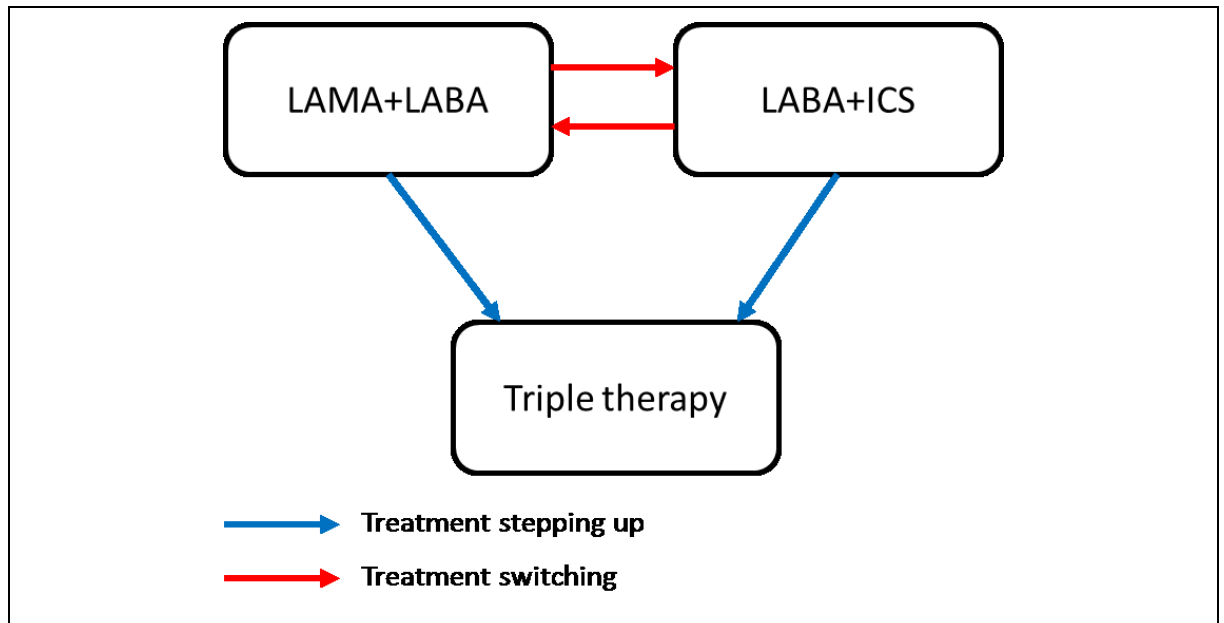 LAMA+LABA
LABA+ICS
Triple therapy
Treatment stepping up
Treatment switching